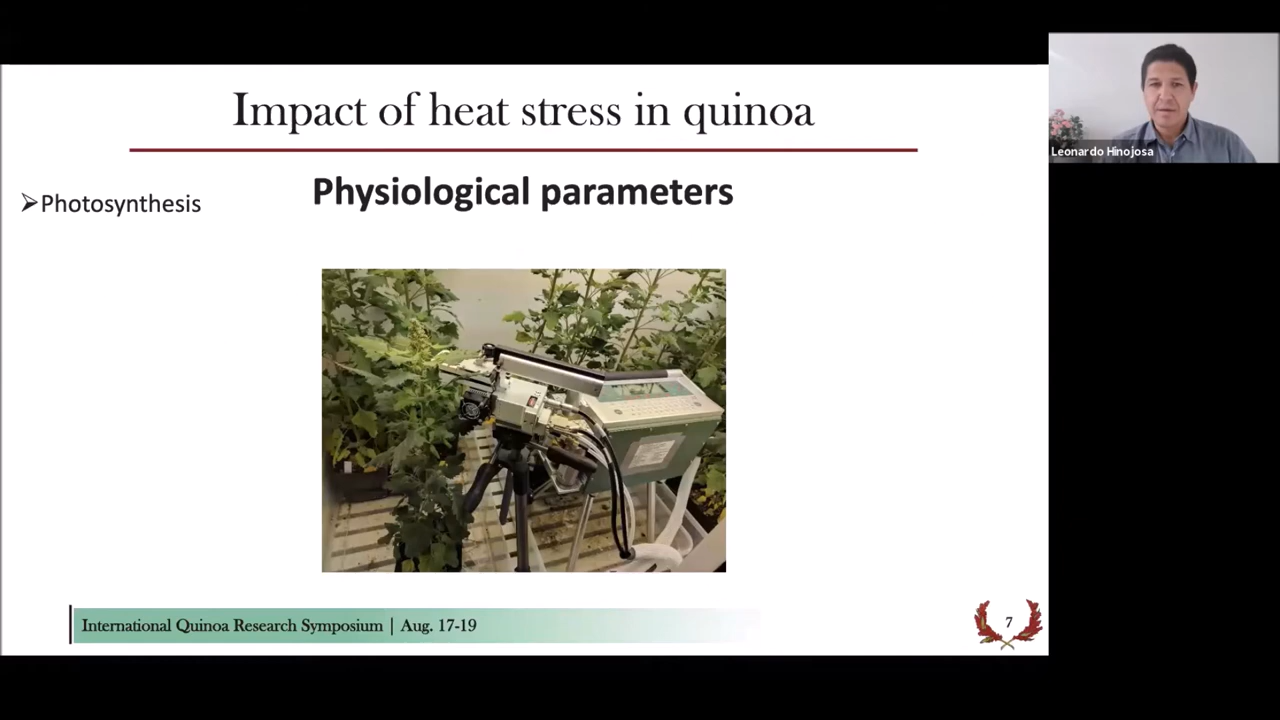 Impact of heat stress in quinoa
Leonardo Hinojosa
Physiological parameters
➢Photosynthesis
International Quinoa Research Symposium | Aug. 17-19
7